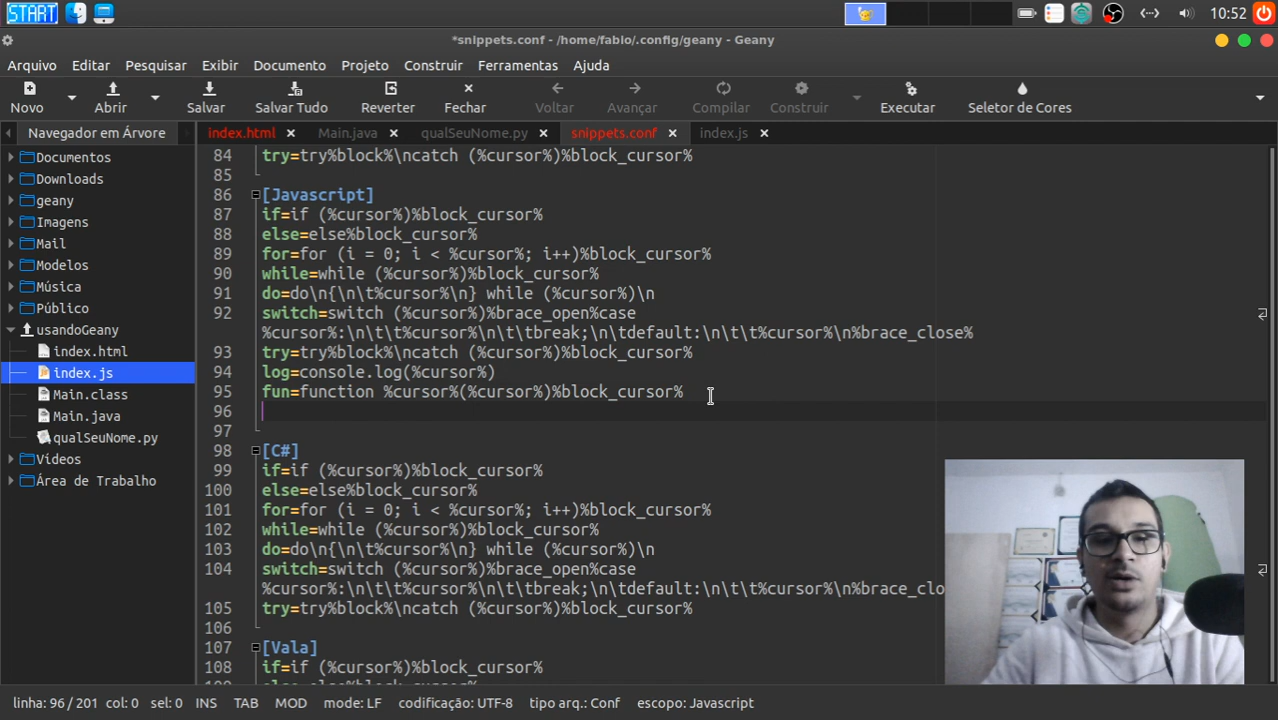 START
10:52
*snippets.conf - /home/fabio/.config/geany - Geany
Arquivo Editar Pesquisar Exibir Documento Projeto Construir Ferramentas Ajuda
Novo Abrir Salvar Salvar Tudo Reverter Fechar Voltar Avançar Compilar Construir Executar Seletor de Cores
Navegador em Árvore
index.html Main.java qualSeuNome.py snippets.conf index.js
Documentos
Downloads
geany
Imagens
Mail
Modelos
Música
Público
usandoGeany
index.html
index.js
Main.class
Main.java
qualSeuNome.py
Vídeos
Área de Trabalho
84 try=try%block%\ncatch (%cursor%)%block_cursor%
85
86 [Javascript]
87 if=if (%cursor%)%block_cursor%
88 else=else%block_cursor%
89 for=for (i = 0; i < %cursor%; i++)%block_cursor%
90 while=while (%cursor%)%block_cursor%
91 do=do\n{\n\t%cursor%\n} while (%cursor%)\n
92 switch=switch (%cursor%)%brace_open%case
%cursor%:\n\t\t%cursor%\n\t\tbreak;\n\tdefault:\n\t\t%cursor%\n%brace_close%
93 try=try%block%\ncatch (%cursor%)%block_cursor%
94 log=console.log(%cursor%)
95 fun=function %cursor%(%cursor%)%block_cursor%
96
97
98 [C#]
99 if=if (%cursor%)%block_cursor%
100 else=else%block_cursor%
101 for=for (i = 0; i < %cursor%; i++)%block_cursor%
102 while=while (%cursor%)%block_cursor%
103 do=do\n{\n\t%cursor%\n} while (%cursor%)\n
104 switch=switch (%cursor%)%brace_open%case
%cursor%:\n\t\t%cursor%\n\t\tbreak;\n\tdefault:\n\t\t%cursor%\n%brace_clo
105 try=try%block%\ncatch (%cursor%)%block_cursor%
106
107 [Vala]
108 if=if (%cursor%)%block_cursor%
linha: 96 / 201 col: 0 sel: 0 INS TAB MOD mode: LF codificação: UTF-8 tipo arq.: Conf escopo: Javascript